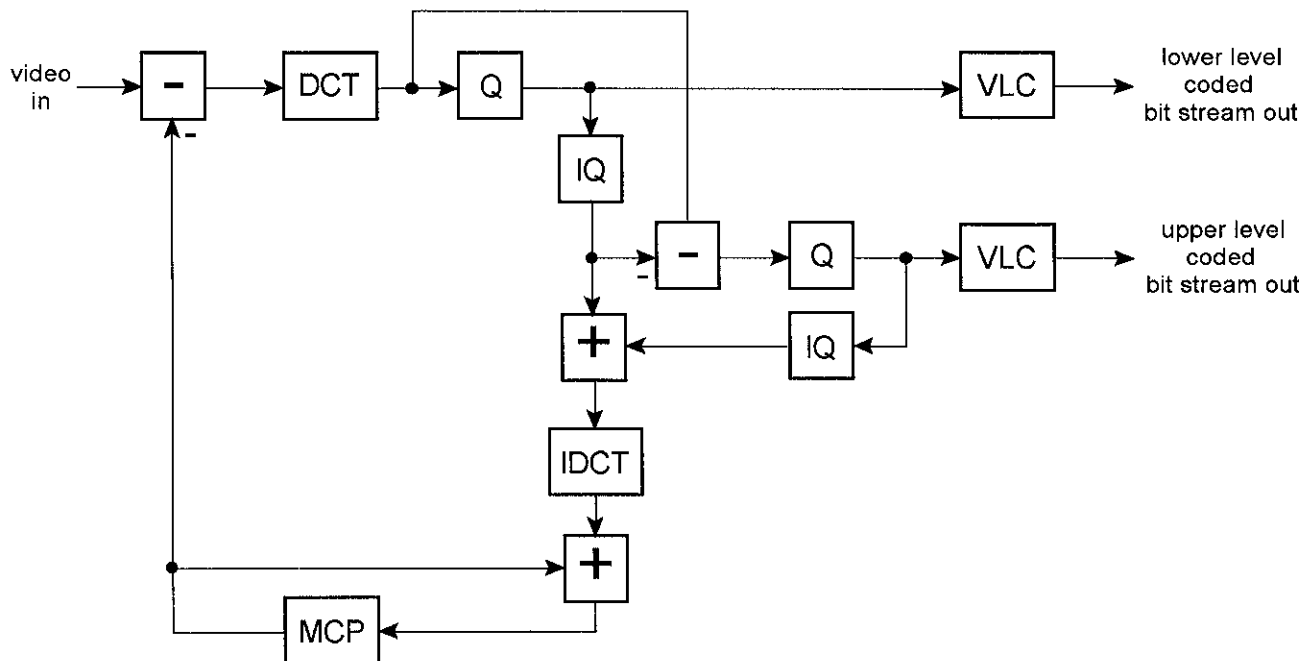 video
in
-
-
DCT
Q
VLC
lower level
coded
bit stream out
IQ
-
-
Q
VLC
upper level
coded
bit stream out
+
IQ
IDCT
+
MCP